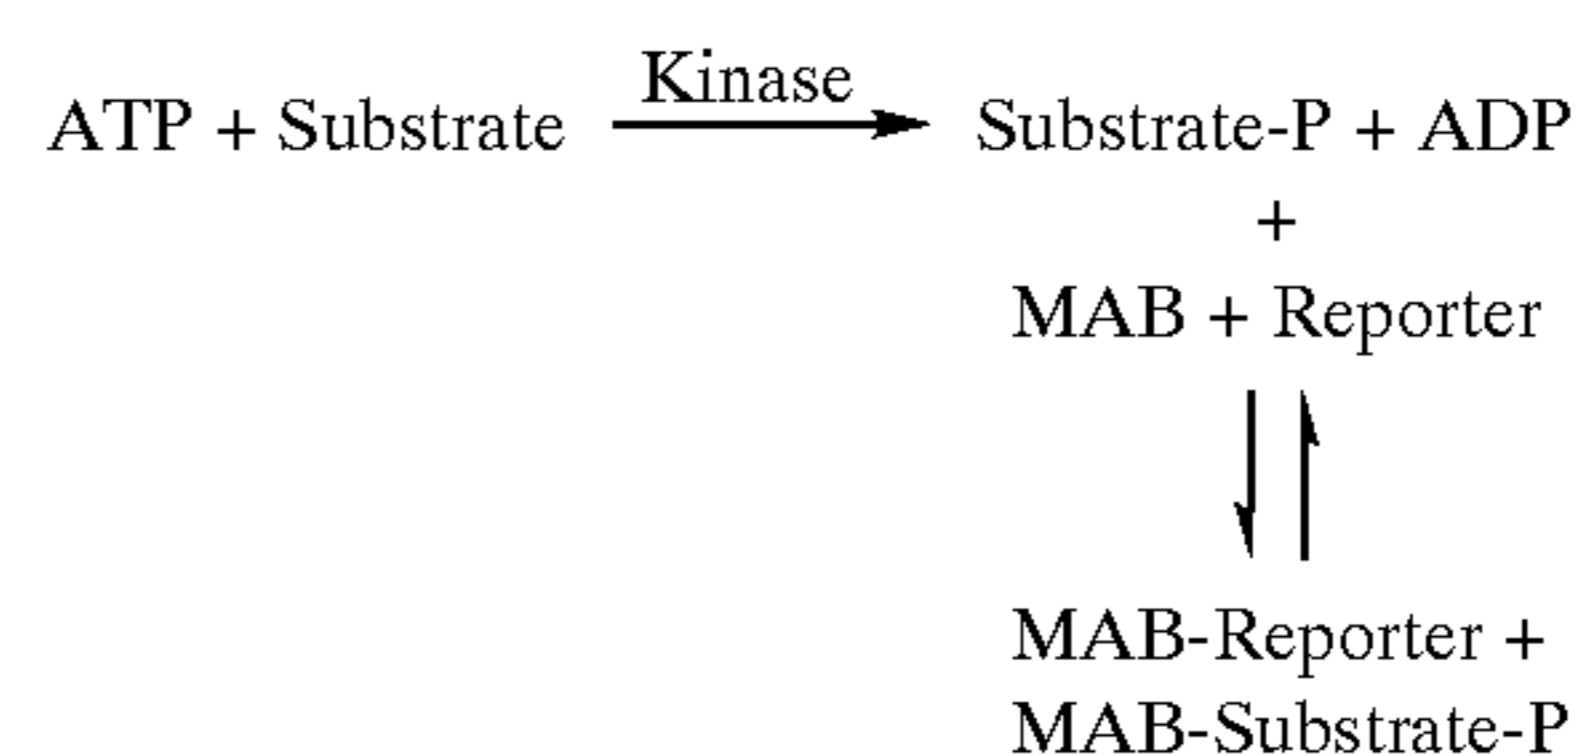 Kinase
ATP + Substrate
Substrate-P + ADP
+
MAB + Reporter
MAB-Reporter +
MAB-Substrate-P